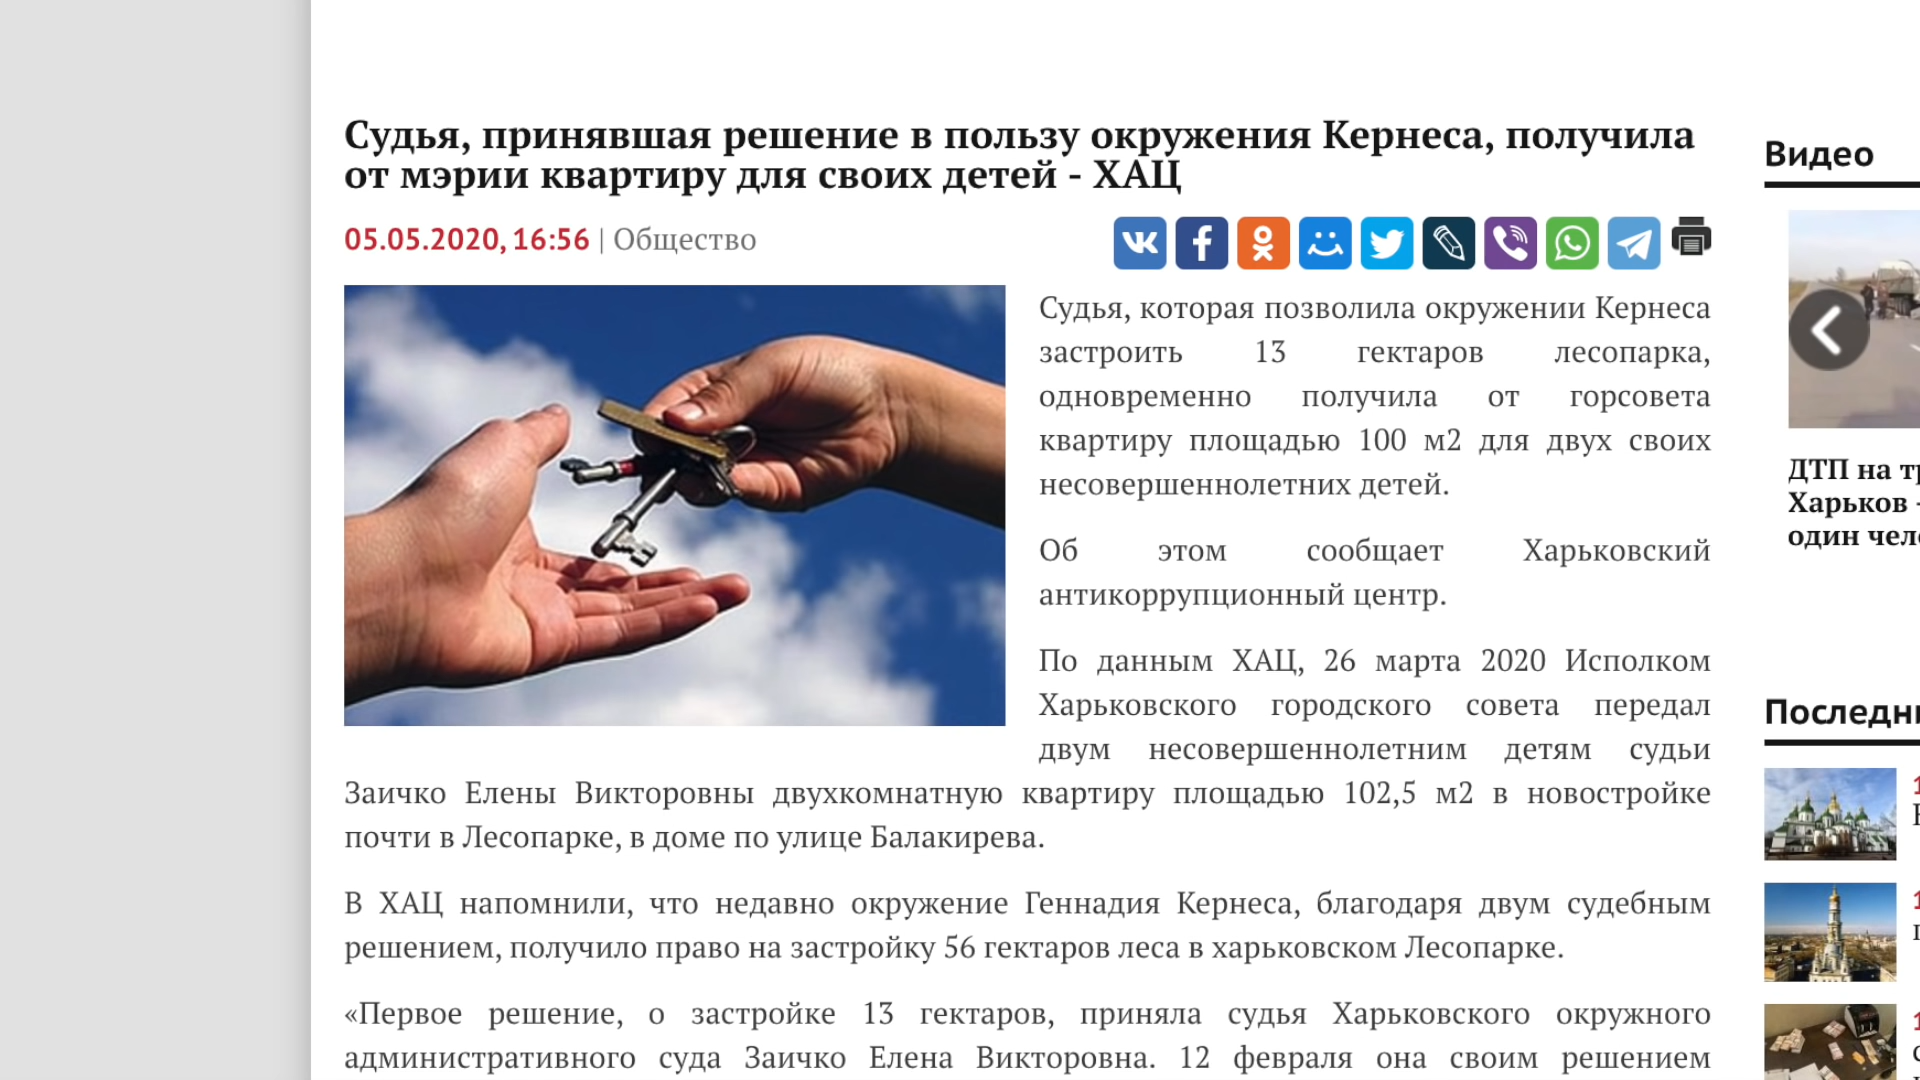 Судья, принявшая решение в пользу окружения Кернеса, получила
от мэрии квартиру для своих детей - ХАЦ
05.05.2020, 16:56 | Общество
Судья, которая позволила окружении Кернеса
застроить 13 гектаров лесопарка,
одновременно получила от горсовета
квартиру площадью 100 м2 для двух своих
несовершеннолетних детей.
Об этом сообщает Харьковский
антикоррупционный центр.
По данным ХАЦ, 26 марта 2020 Исполком
Харьковского городского совета передал
двум несовершеннолетним детям судьи
Заичко Елены Викторовны двухкомнатную квартиру площадью 102,5 м2 в новостройке
почти в Лесопарке, в доме по улице Балакирева.
В ХАЦ напомнили, что недавно окружение Геннадия Кернеса, благодаря двум судебным
решением, получило право на застройку 56 гектаров леса в харьковском Лесопарке.
«Первое решение, о застройке 13 гектаров, приняла судья Харьковского окружного
административного суда Заичко Елена Викторовна. 12 февраля она своим решением
Видео
ДТП на
Харьков -
один